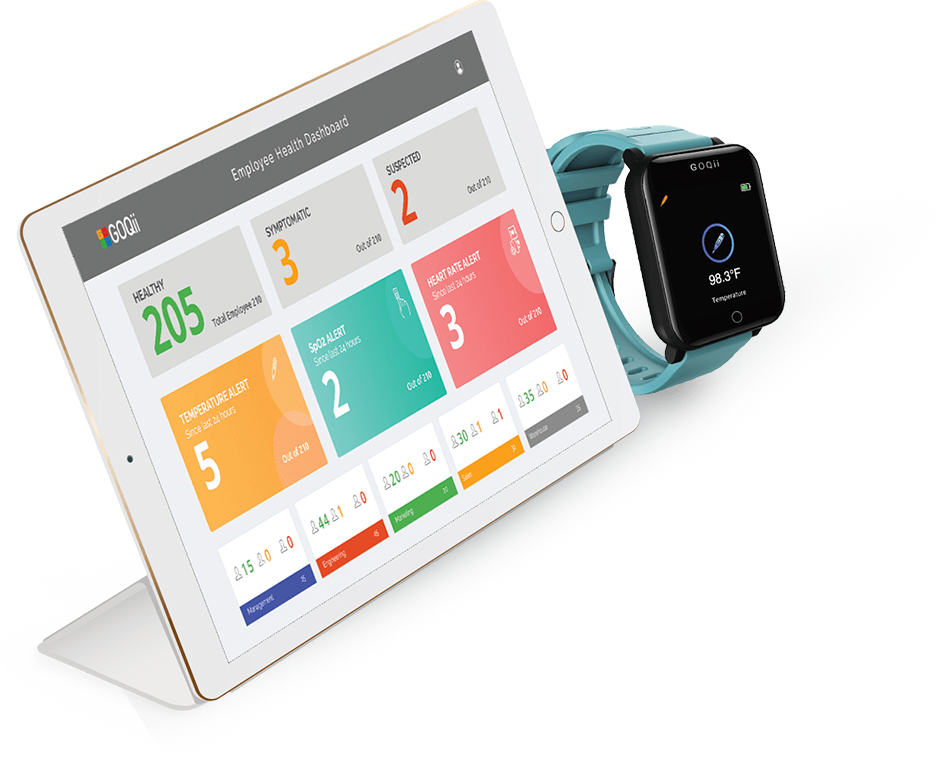 GOQii
Employee Health Dashboard
HEALTHY
205
Total Employee 210
SYMPTOMATIC
3
Out of 210
SUSPECTED
2
Out of 210
TEMPERATURE ALERT
Since last 24 hours
5
Out of 210
SpO2 ALERT
Since last 24 hours
2
Out of 210
HEART RATE ALERT
Since last 24 hours
3
Out of 210
15 0 0
Management 15
44 1 0
Engineering 45
20 0 0
Marketing 20
30 1 1
Sales
35 0 0
Warehouse 35
GOQii
98.3°F
Temperature